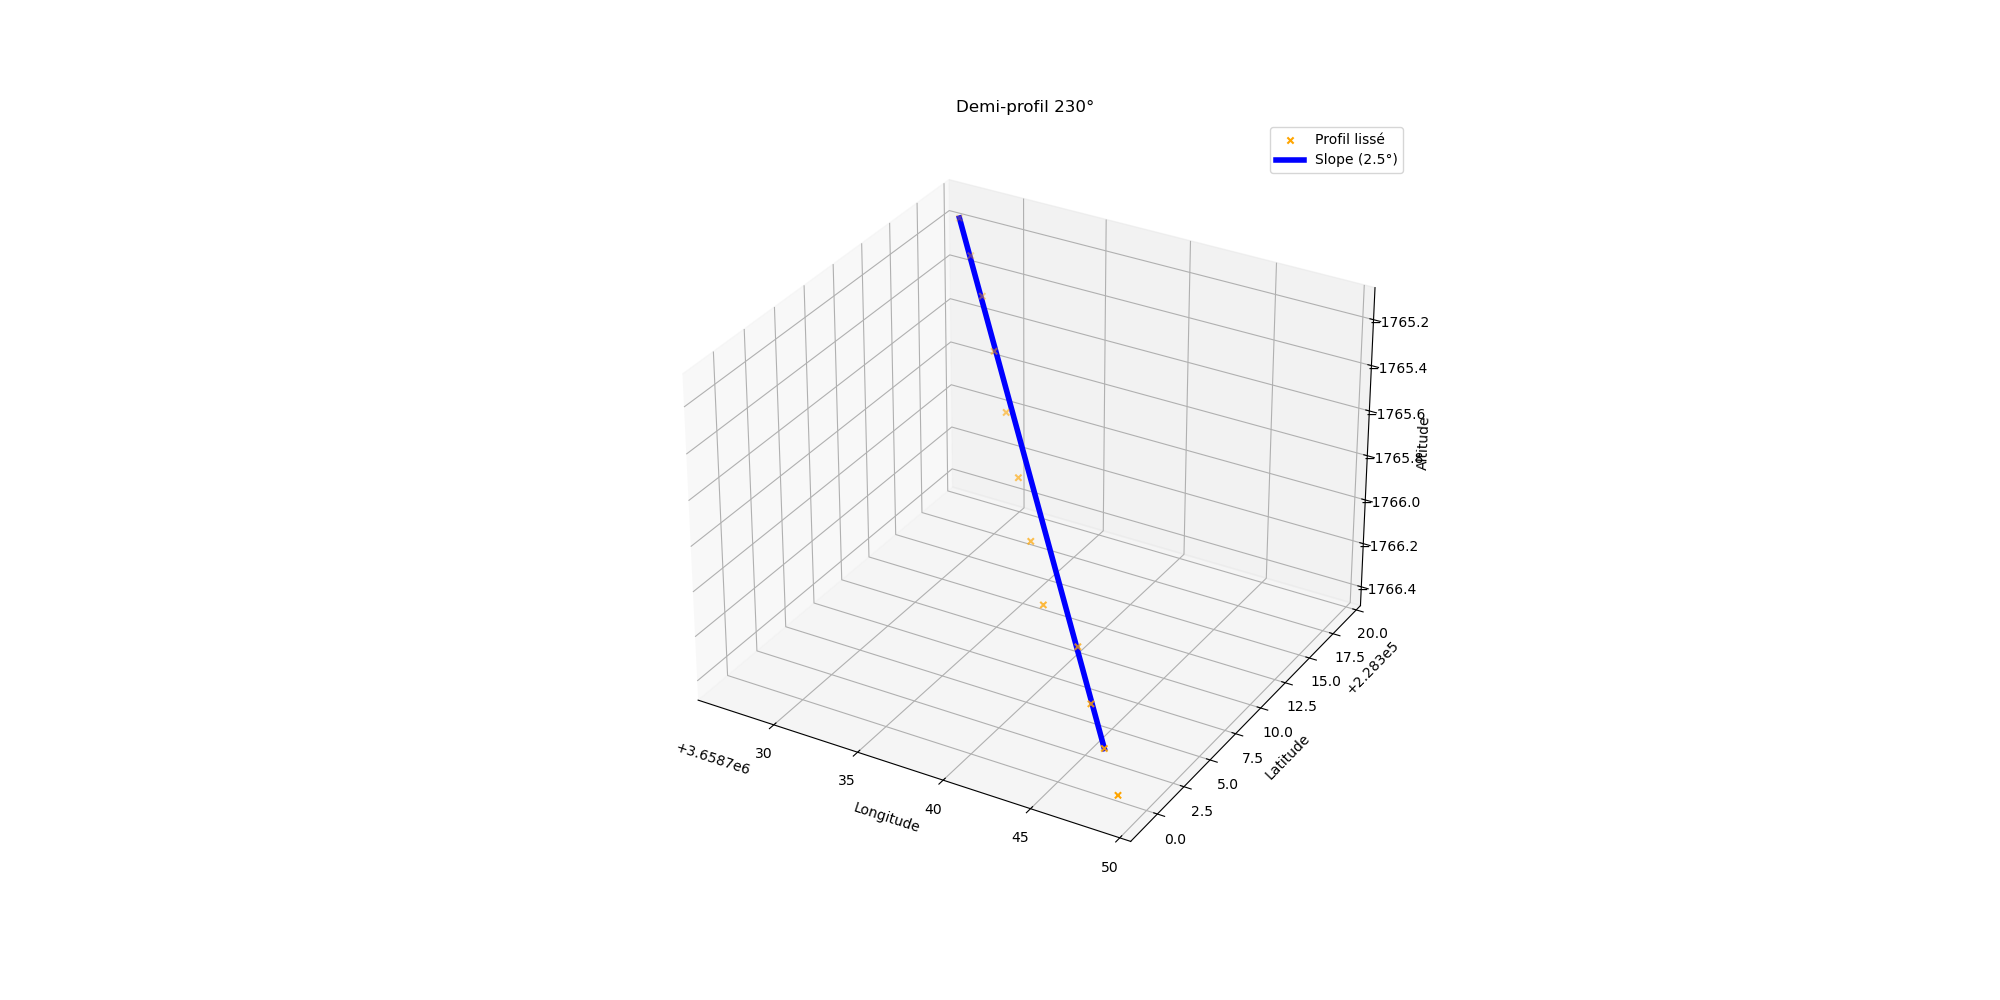 Demi-profil 230°
Profil lissé
Slope (2.5°)
−1765.2
−1765.4
−1765.6
−1765.8
−1766.0
−1766.2
−1766.4
Altitude
20.0
17.5
15.0
12.5
10.0
7.5
5.0
2.5
0.0
+2.283e5
Latitude
30
35
40
45
50
+3.6587e6
Longitude